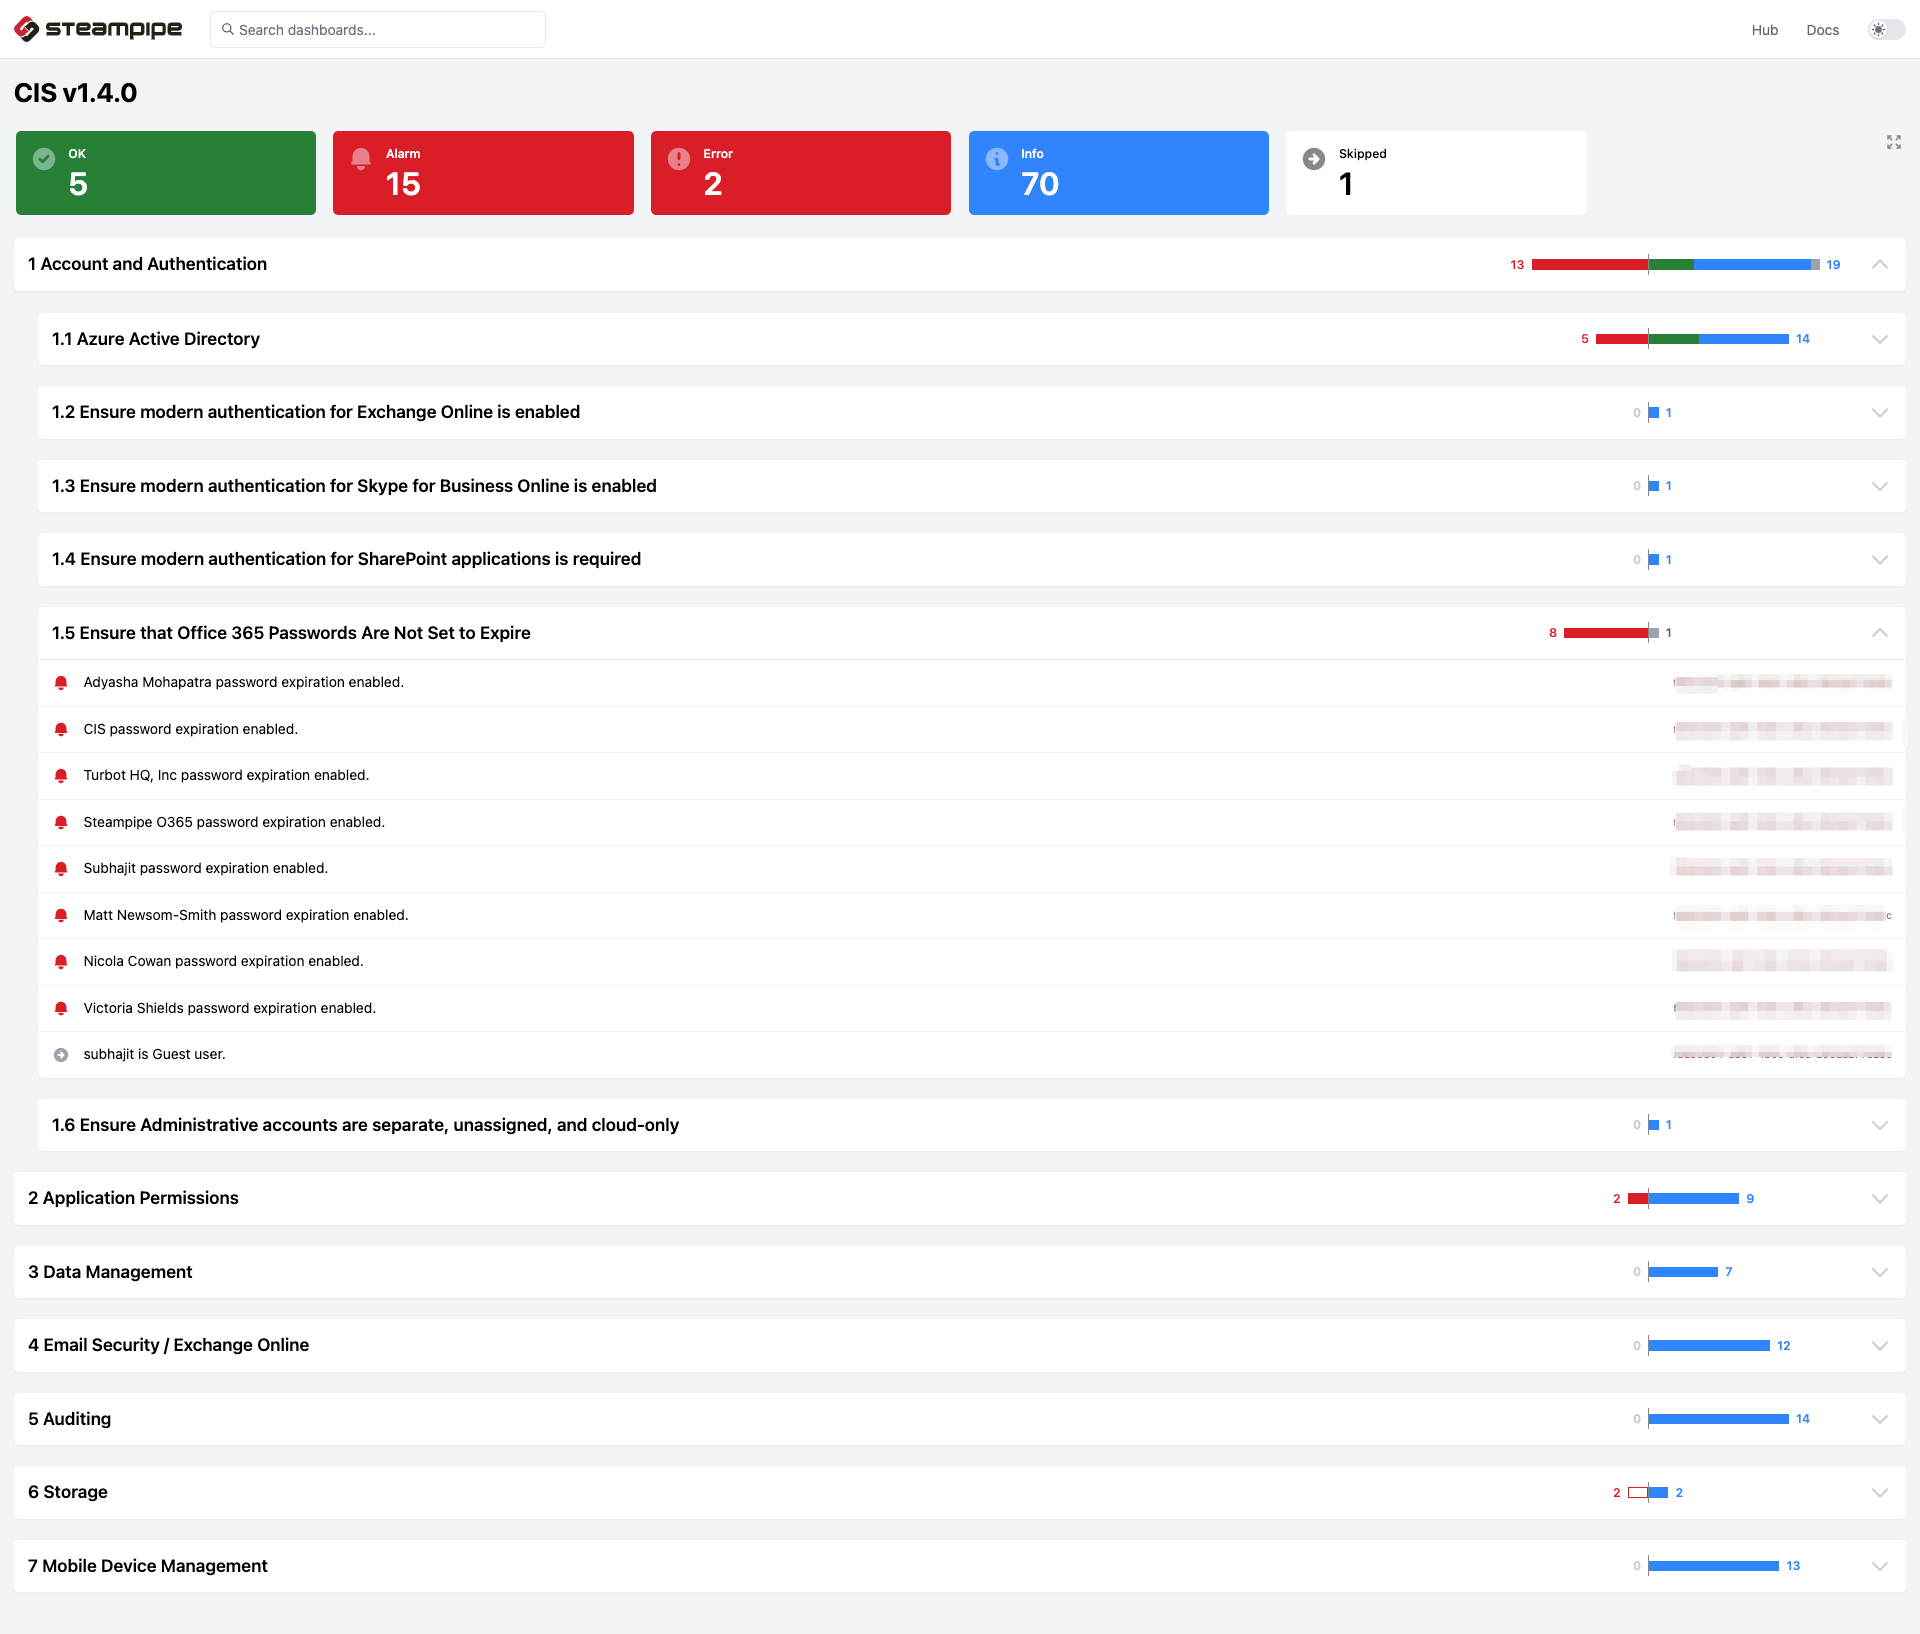 steampipe
Search dashboards...
Hub
Docs
CIS v1.4.0
OK
5
Alarm
15
Error
2
Info
70
Skipped
1
1 Account and Authentication
13
19
1.1 Azure Active Directory
5
14
1.2 Ensure modern authentication for Exchange Online is enabled
0
1
1.3 Ensure modern authentication for Skype for Business Online is enabled
0
1
1.4 Ensure modern authentication for SharePoint applications is required
0
1
1.5 Ensure that Office 365 Passwords Are Not Set to Expire
8
1
Adyasha Mohapatra password expiration enabled.
CIS password expiration enabled.
Turbot HQ, Inc password expiration enabled.
Steampipe O365 password expiration enabled.
Subhajit password expiration enabled.
Matt Newsom-Smith password expiration enabled.
Nicola Cowan password expiration enabled.
Victoria Shields password expiration enabled.
subhajit is Guest user.
1.6 Ensure Administrative accounts are separate, unassigned, and cloud-only
0
1
2 Application Permissions
2
9
3 Data Management
0
7
4 Email Security / Exchange Online
0
12
5 Auditing
0
14
6 Storage
2
2
7 Mobile Device Management
0
13